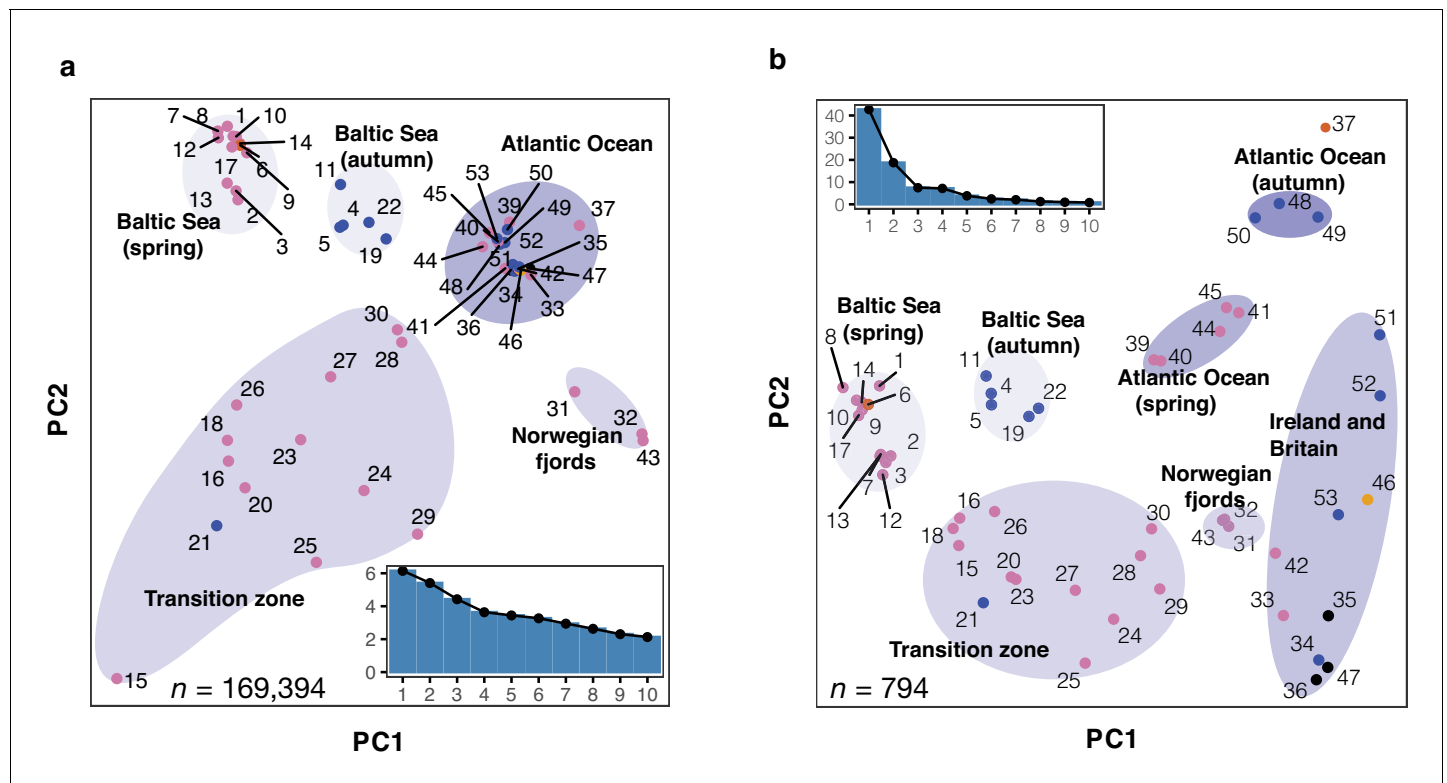 a
7 8 1 10
12 14
17 6
13 9
2
3
Baltic Sea
(spring)
Baltic Sea
(autumn)
11
4 22
5
19
Atlantic Ocean
53 50
45 39 49 37
40 52 35
44 51
48 34 42 47
41 36 33
46
30
27 28
26
18
23
16
20 24
21 29
25
15
Transition zone
31
32
Norwegian
fjords
43
6
4
2
0
1 2 3 4 5 6 7 8 9 10
n = 169,394
PC2
PC1
b
40
30
20
10
0
1 2 3 4 5 6 7 8 9 10
37
Atlantic Ocean
(autumn)
48
50 49
45
41
44
39 40
Atlantic Ocean
(spring)
Baltic Sea
(spring)
8 14 1
6
10
9
17 2
3
7
13 12
Baltic Sea
(autumn)
11
4 22
5
19
51
52
Ireland and
Britain
46
53
42
33 35
34
36 47
Norwegian
fjords
32
43 31
16 30
26
18
15 20 27 28
23 29
21
24
25
Transition zone
n = 794
PC2
PC1